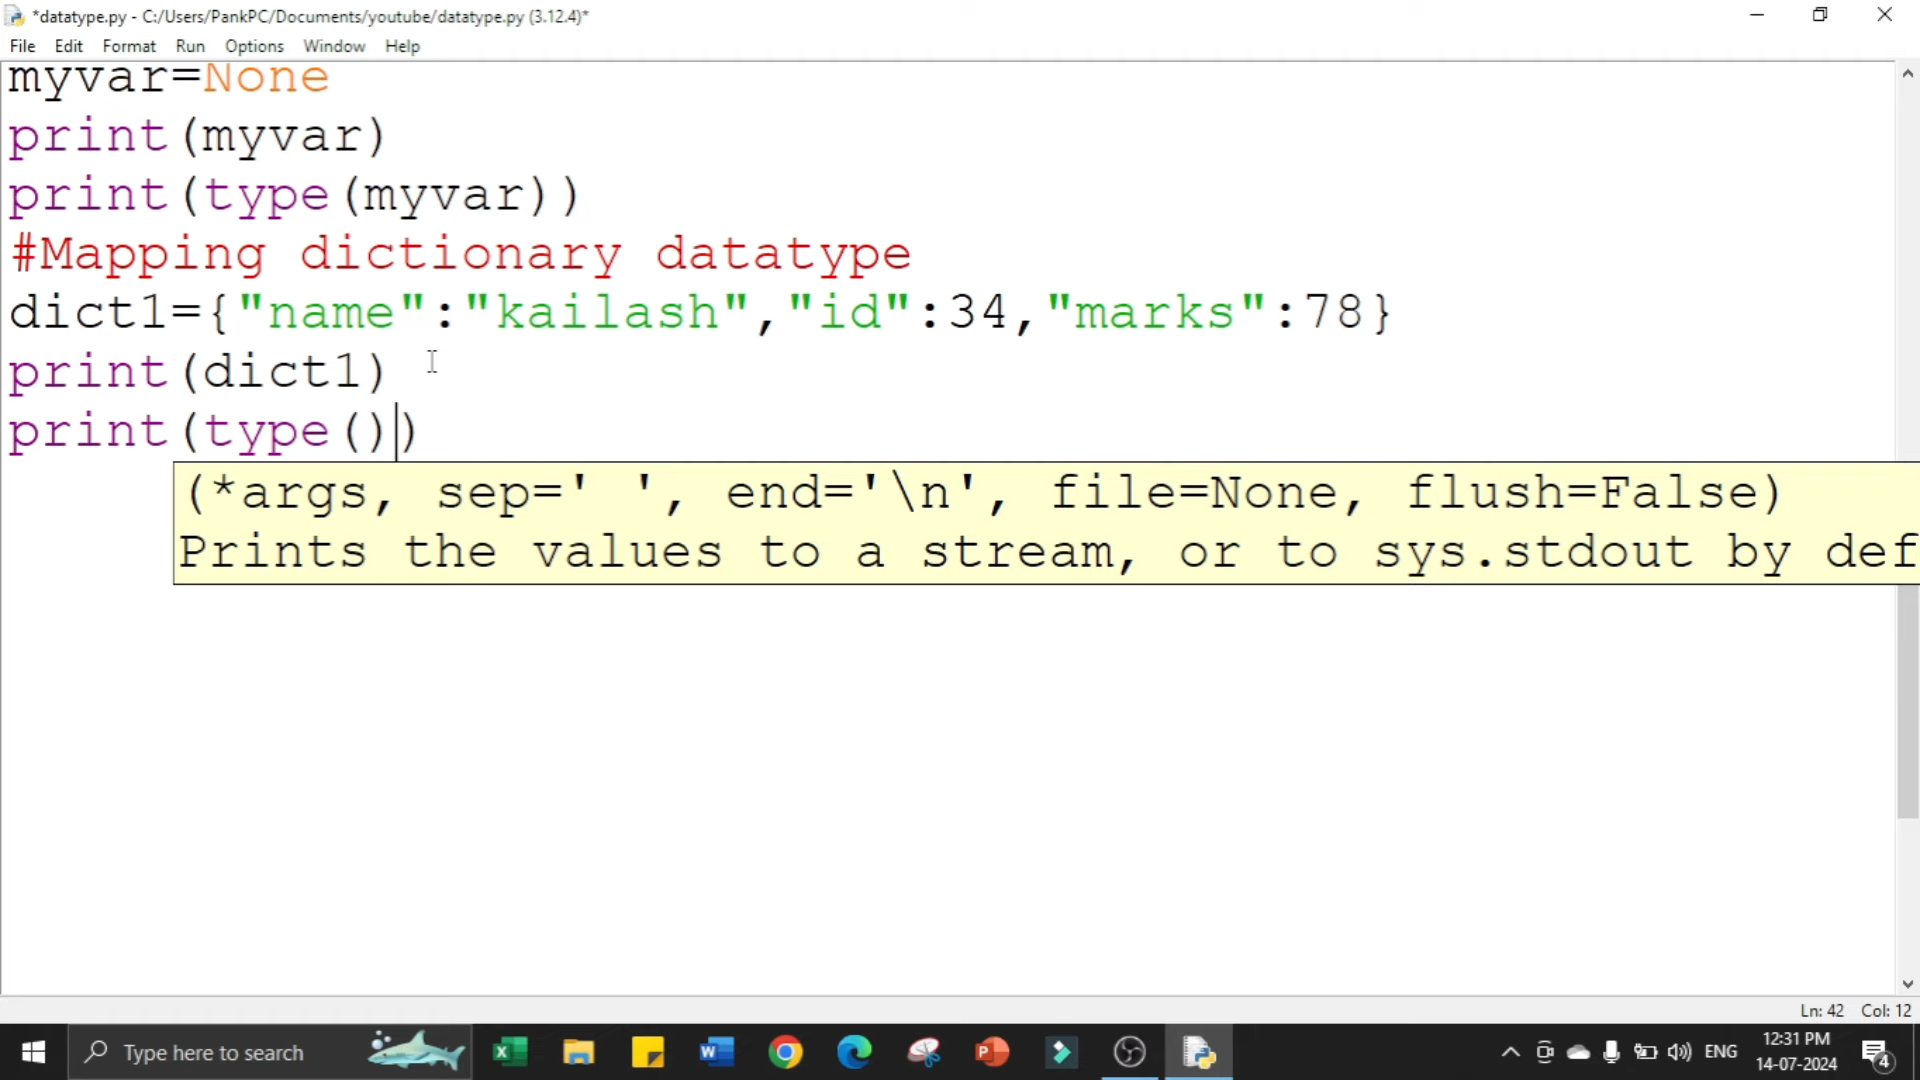 *datatype.py - C:/Users/PankPC/Documents/youtube/datatype.py (3.12.4)*
File Edit Format Run Options Window Help
myvar=None
print(myvar)
print(type(myvar))
#Mapping dictionary datatype
dict1={"name":"kailash","id":34,"marks":78}
print(dict1)
print(type())
(*args, sep=' ', end='\n', file=None, flush=False)
Prints the values to a stream, or to sys.stdout by def
Ln: 42 Col: 12
Type here to search
ENG
12:31 PM
14-07-2024
4